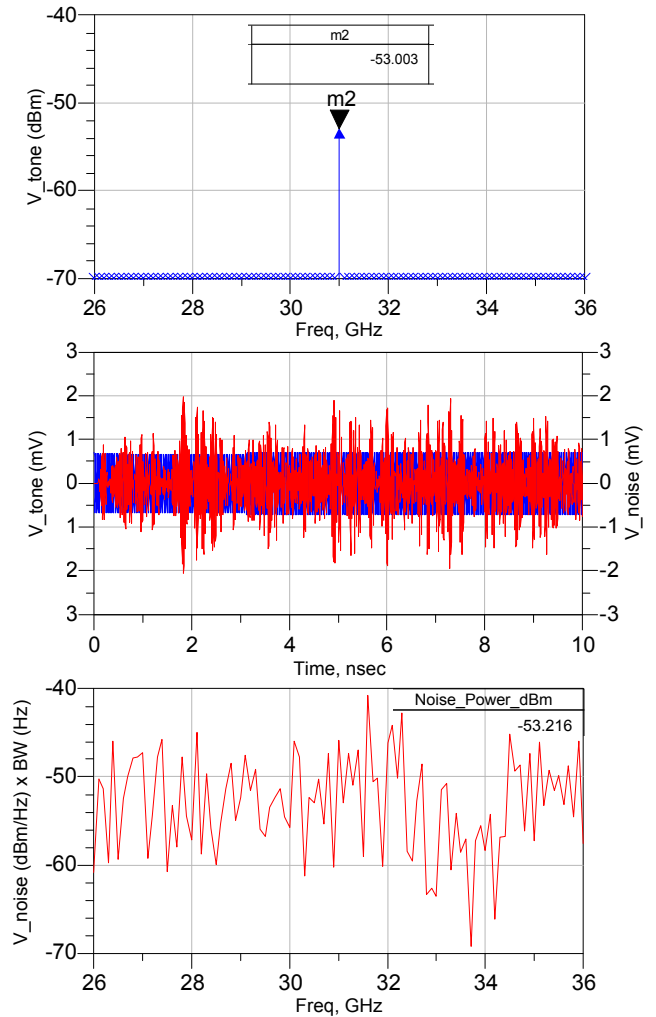 -40
-50
-60
-70
V_tone (dBm)
m2
-53.003
m2
26 28 30 32 34 36
Freq, GHz
3 2 1 0 1 2 3
V_tone (mV)
3 2 1 0 -1 -2 -3
V_noise (mV)
0 2 4 6 8 10
Time, nsec
-40
-50
-60
-70
V_noise (dBm/Hz) x BW (Hz)
Noise_Power_dBm
-53.216
26 28 30 32 34 36
Freq, GHz